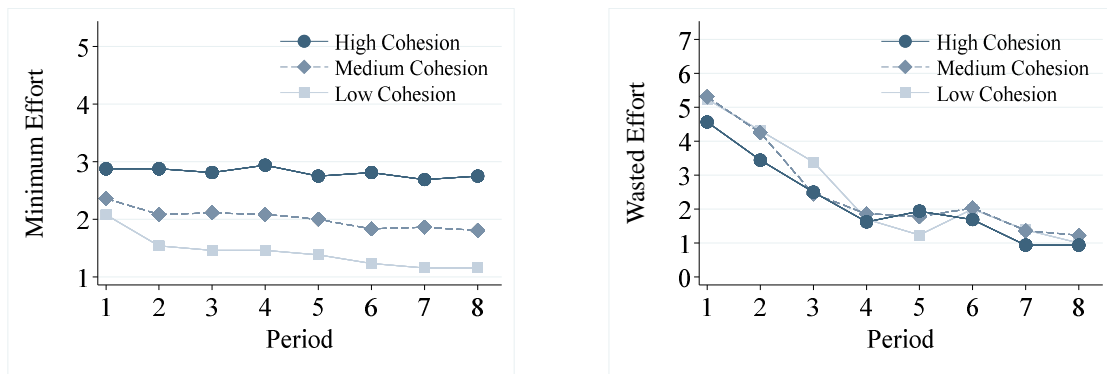 Minimum Effort
5
4
3
2
1
High Cohesion
Medium Cohesion
Low Cohesion
1 2 3 4 5 6 7 8
Period
Wasted Effort
7
6
5
4
3
2
1
0
High Cohesion
Medium Cohesion
Low Cohesion
1 2 3 4 5 6 7 8
Period